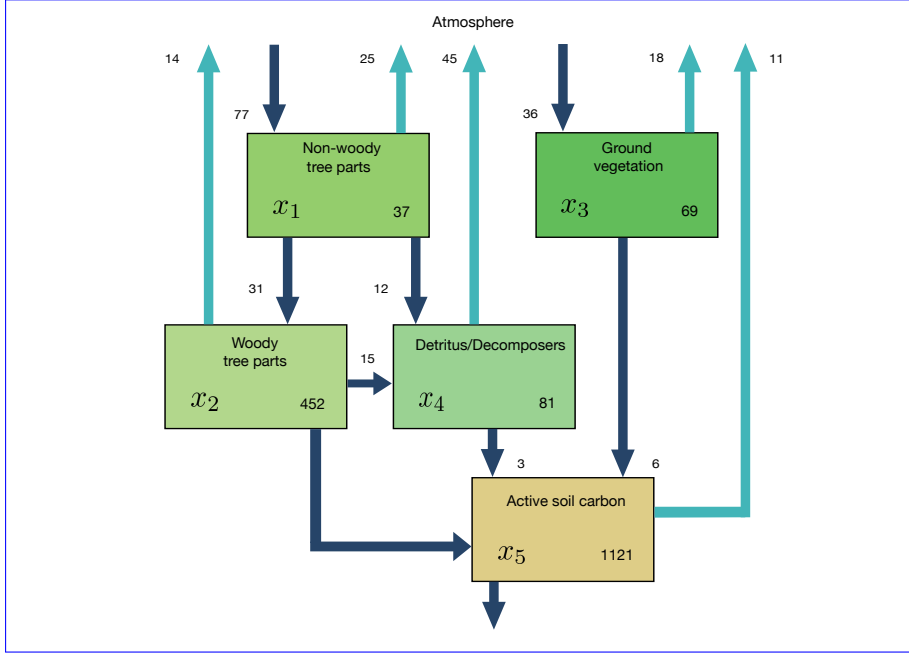 Atmosphere
14
25
45
18
11
77
36
Non-woody
tree parts
x1
37
Ground
vegetation
x3
69
31
12
Woody
tree parts
x2
452
15
Detritus/Decomposers
x4
81
3
6
Active soil carbon
x5
1121